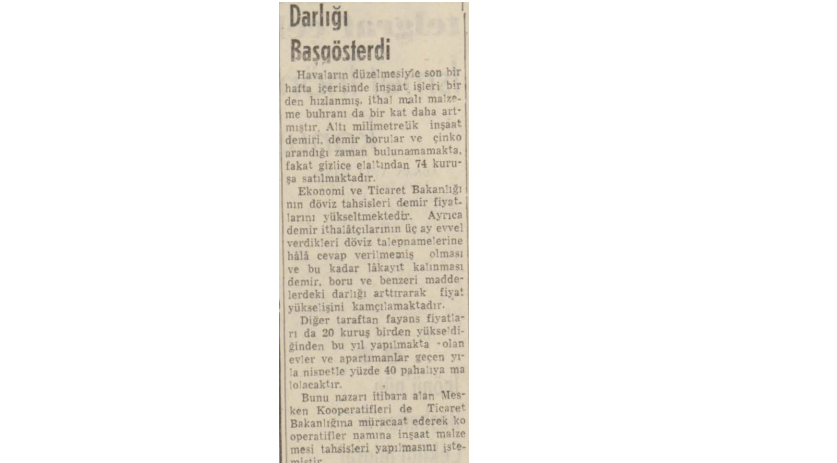 Darlığı
Başgösterdi
Havaların düzelmesiyle son bir
hafta içerisinde inşaat işleri bir
den hızlanmış, ithal malı malze-
me buhranı da bir kat daha art-
mıştır. Altı milimetrelik inşaat
demiri, demir borular ve çinko
arandığı zaman bulunamamakta,
fakat gizlice elaltından 74 kuru-
şa satılmaktadır.
Ekonomi ve Ticaret Bakanlığı
nın döviz tahsisleri demir fiyat-
larını yükseltmektedir. Ayrıca
demir ithalâtçılarının üç ay evvel
verdikleri döviz talepnamelerine
hâlâ cevap verilmemiş olması
ve bu kadar lâkayıt kalınması
demir, boru ve benzeri madde-
lerdeki darlığı arttırarak fiyat
yükselişini kamçılamaktadır.
Diğer taraftan fayans fiyatla-
rı da 20 kuruş birden yükseldi-
ğinden bu yıl yapılmakta olan
evler ve apartımanlar geçen yı-
la nispetle yüzde 40 pahalıya ma
lolacaktır.
Bunu nazarı itibara alan Mes-
ken Kooperatifleri de Ticaret
Bakanlığına müracaat ederek ko
operatifler namına inşaat malze
mesi tahsisleri yapılmasını iste-
miştir.